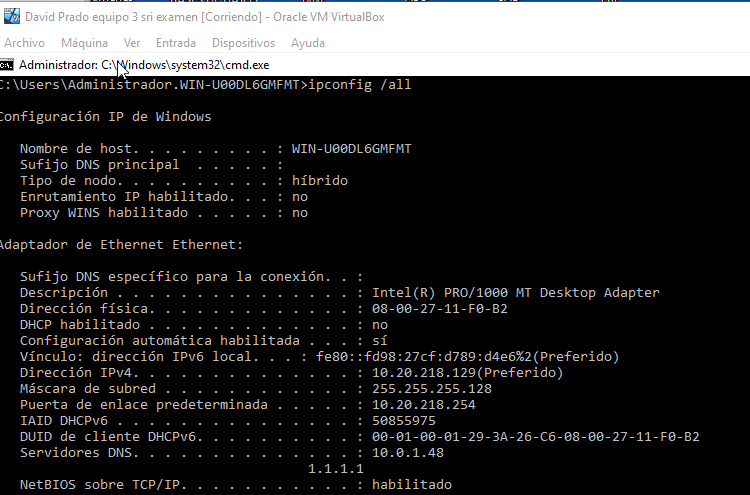 David Prado equipo 3 sri examen [Corriendo] - Oracle VM VirtualBox
Archivo Máquina Ver Entrada Dispositivos Ayuda
Administrador: C:\Windows\system32\cmd.exe
C:\Users\Administrador.WIN-U00DL6GMFMT>ipconfig /all
Configuración IP de Windows
Nombre de host. . . . . . . . . : WIN-U00DL6GMFMT
Sufijo DNS principal  . . . . . :
Tipo de nodo. . . . . . . . . . : híbrido
Enrutamiento IP habilitado. . . : no
Proxy WINS habilitado . . . . . : no
Adaptador de Ethernet Ethernet:
Sufijo DNS específico para la conexión. . :
Descripción . . . . . . . . . . . . . . . : Intel(R) PRO/1000 MT Desktop Adapter
Dirección física. . . . . . . . . . . . . : 08-00-27-11-F0-B2
DHCP habilitado . . . . . . . . . . . . . : no
Configuración automática habilitada . . . : sí
Vínculo: dirección IPv6 local. . . : fe80::fd98:27cf:d789:d4e6%2(Preferido)
Dirección IPv4. . . . . . . . . . . . . . : 10.20.218.129(Preferido)
Máscara de subred . . . . . . . . . . . . : 255.255.255.128
Puerta de enlace predeterminada . . . . . : 10.20.218.254
IAID DHCPv6 . . . . . . . . . . . . . . . : 50855975
DUID de cliente DHCPv6. . . . . . . . . . : 00-01-00-01-29-3A-26-C6-08-00-27-11-F0-B2
Servidores DNS. . . . . . . . . . . . . . : 10.0.1.48
1.1.1.1
NetBIOS sobre TCP/IP. . . . . . . . . . . : habilitado